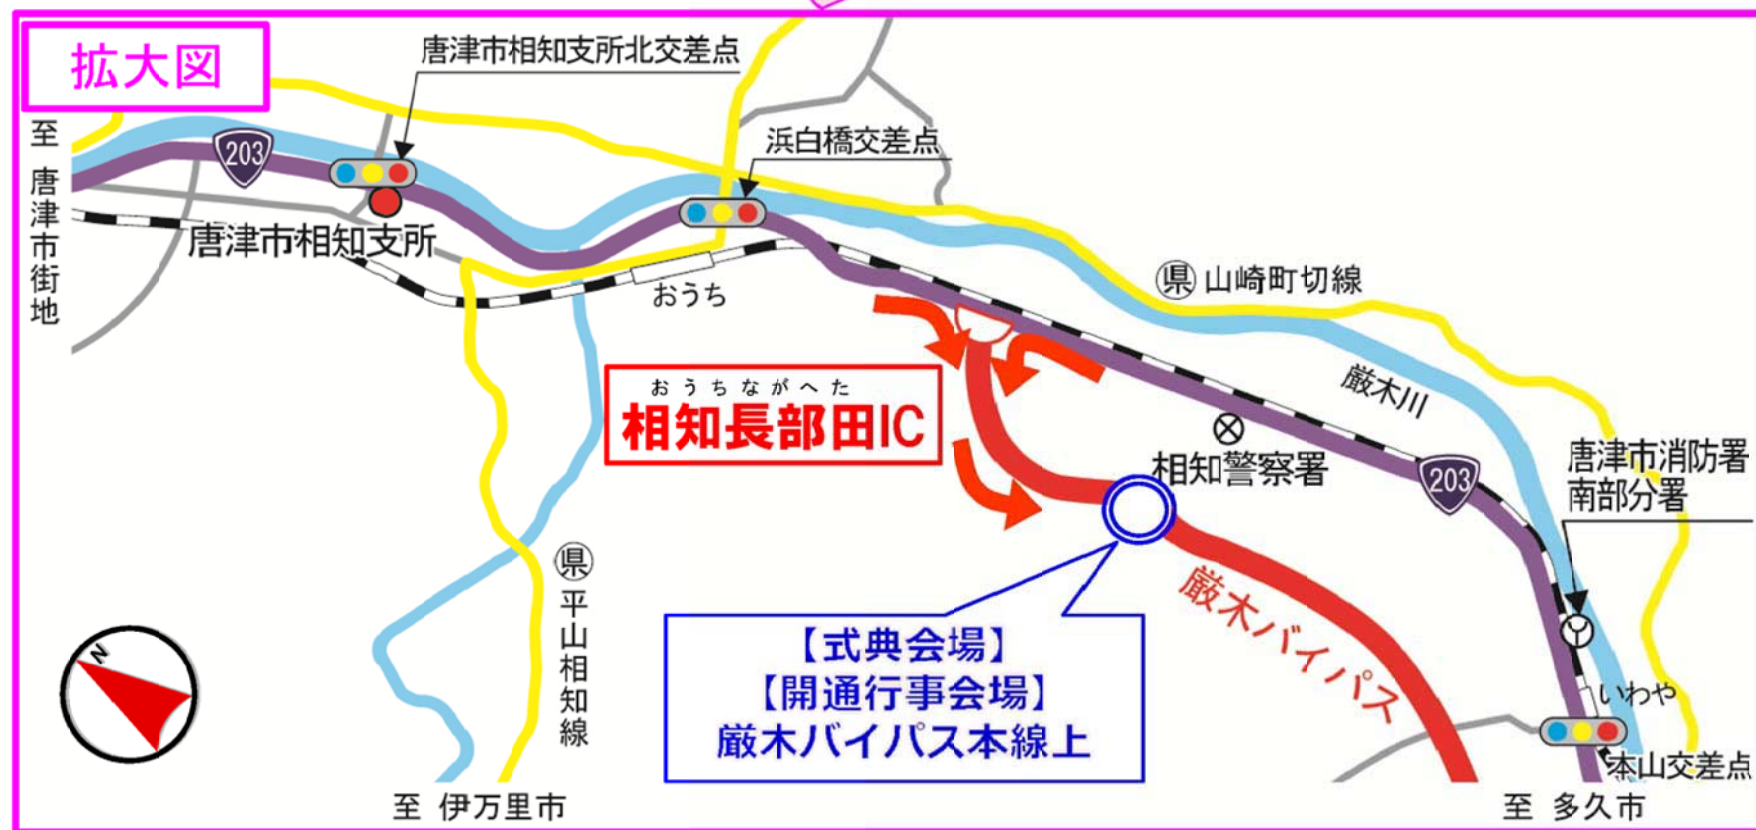 拡大図
唐津市相知支所北交差点
浜白橋交差点
至 唐津市街地
203
唐津市相知支所
おうち
県 山崎町切線
厳木川
おうちながへた
相知長部田IC
相知警察署
203
唐津市消防署
南部分署
県 平山相知線
厳木バイパス
【式典会場】
【開通行事会場】
厳木バイパス本線上
N
いわや
本山交差点
至 伊万里市
至 多久市